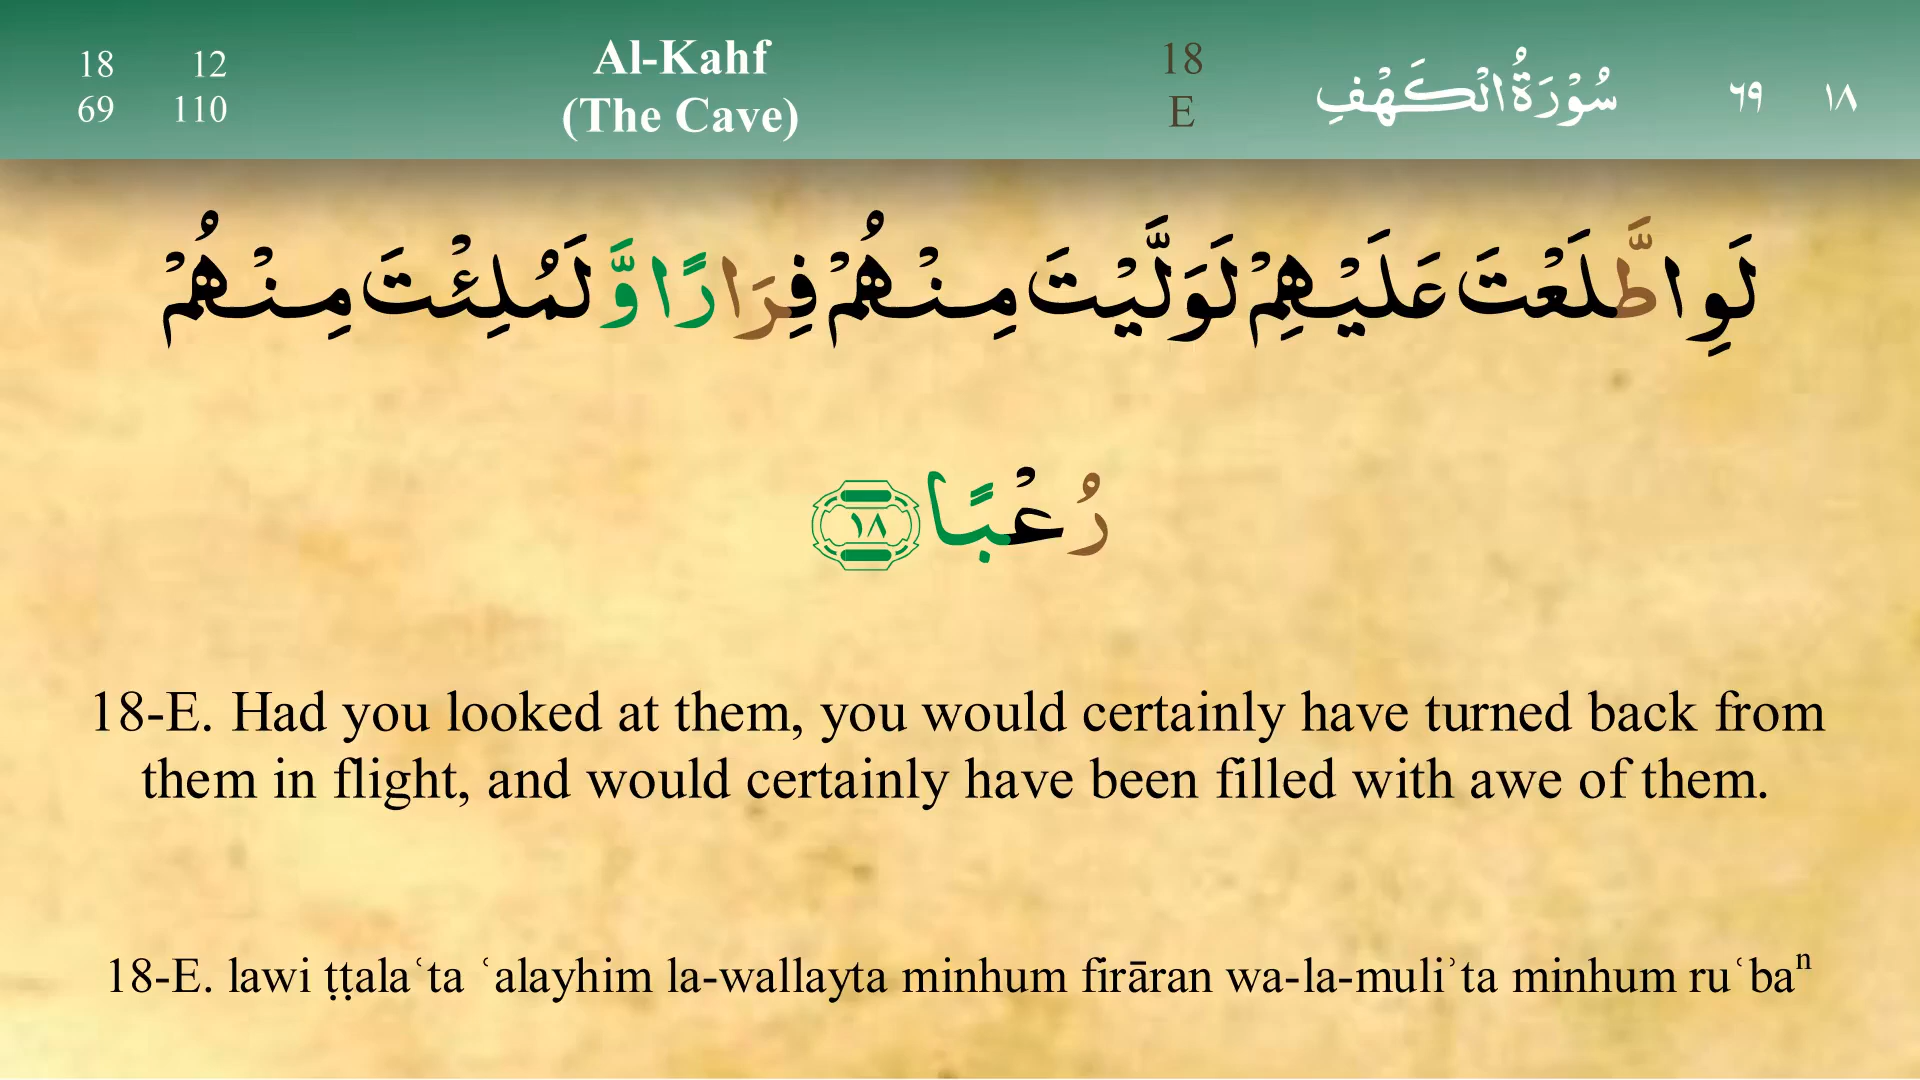 18 12
69 110
Al-Kahf
(The Cave)
18
E
سُوْرَةُ الْكَهْفِ
٦٩ ١٨
لَوِ اطَّلَعْتَ عَلَيْهِمْ لَوَلَّيْتَ مِنْهُمْ فِرَارًا وَّلَمُلِئْتَ مِنْهُمْ
رُعْبًا ١٨
18-E. Had you looked at them, you would certainly have turned back from
them in flight, and would certainly have been filled with awe of them.
18-E. lawi ṭṭalaʿta ʿalayhim la-wallayta minhum firāran wa-la-muliʾta minhum ruʿbaⁿ